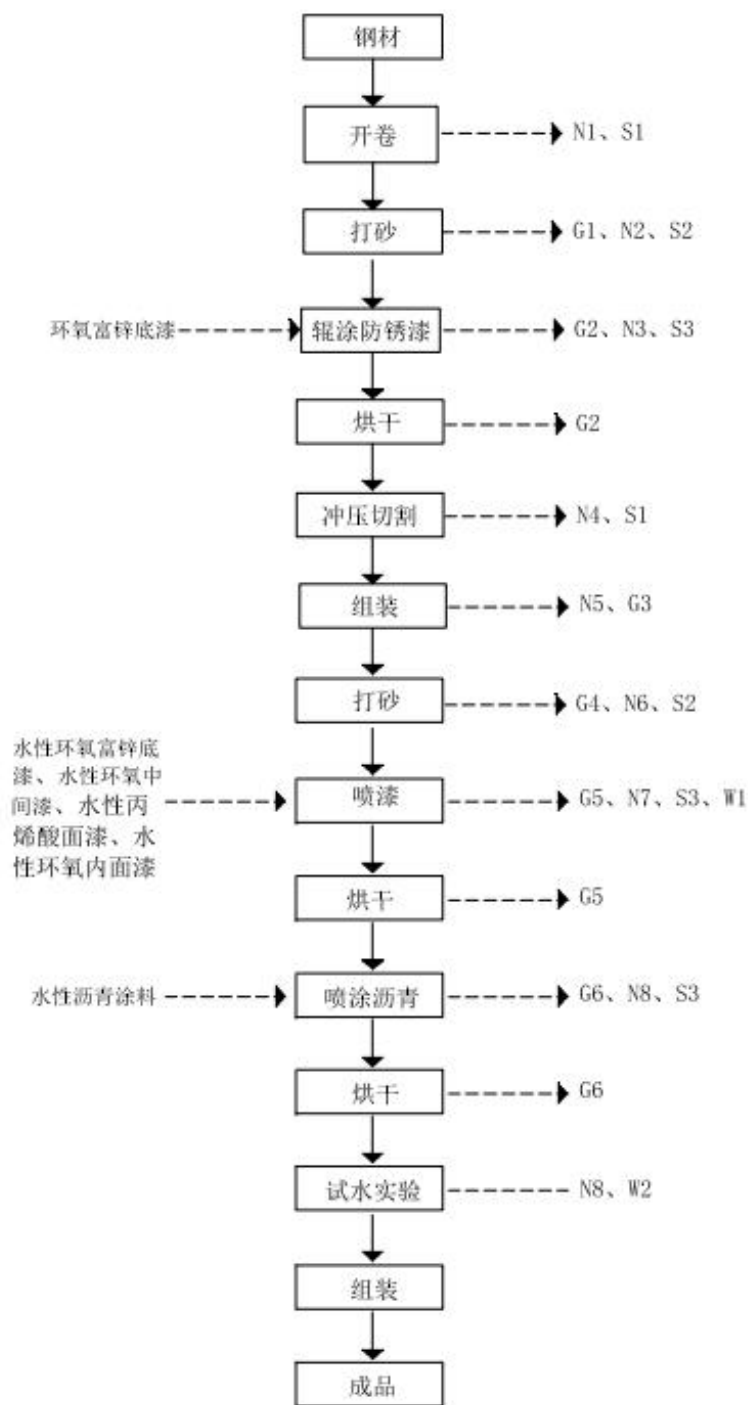 钢材
开卷
N1、S1
打砂
G1、N2、S2
环氧富锌底漆
辊涂防锈漆
G2、N3、S3
烘干
G2
冲压切割
N4、S1
组装
N5、G3
打砂
G4、N6、S2
水性环氧富锌底
漆、水性环氧中
间漆、水性丙
烯酸面漆、水
性环氧内面漆
喷漆
G5、N7、S3、W1
烘干
G5
水性沥青涂料
喷涂沥青
G6、N8、S3
烘干
G6
试水实验
N8、W2
组装
成品